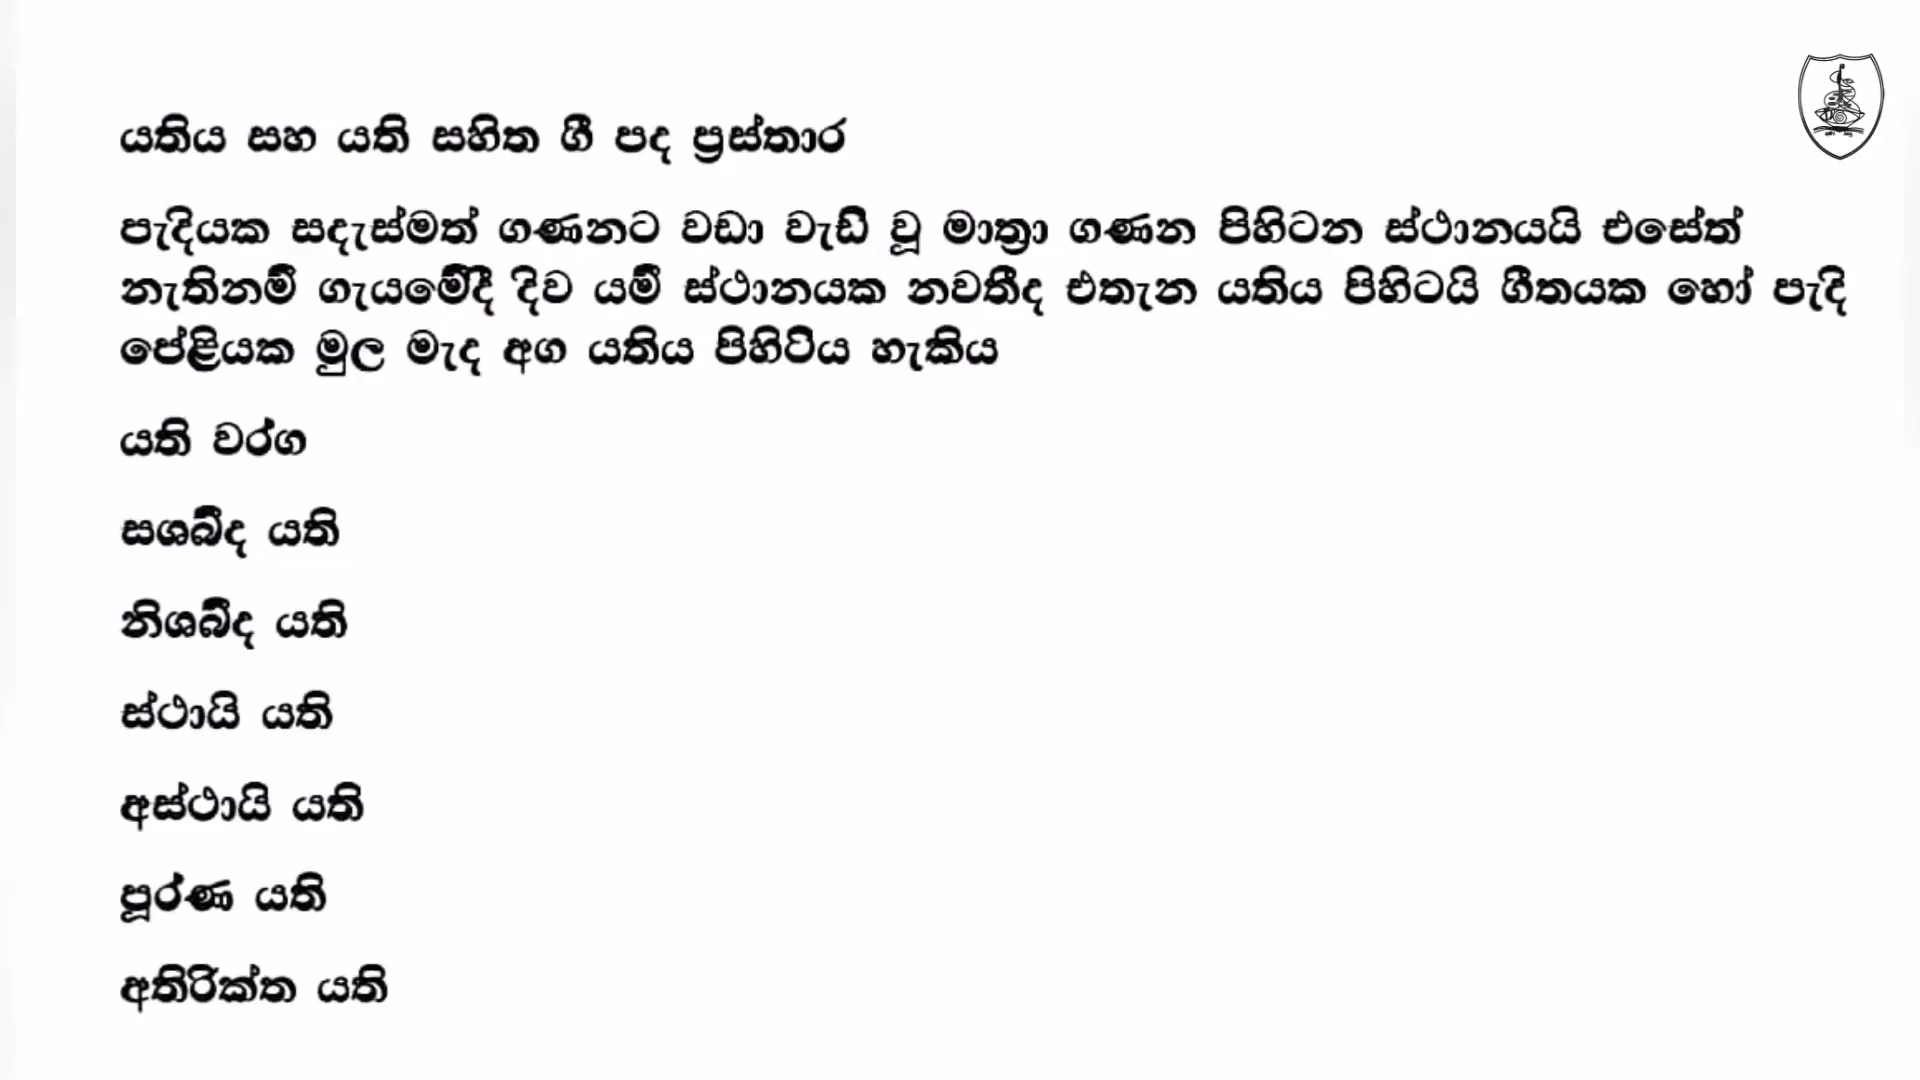 යතිය සහ යති සහිත ගී පද ප්‍රස්තාර
පැදියක සදැස්මත් ගණනට වඩා වැඩි වූ මාත්‍රා ගණන පිහිටන ස්ථානයයි එසේත්
නැතිනම් ගැයමේදී දිව යම් ස්ථානයක නවතීද එතැන යතිය පිහිටයි ගීතයක හෝ පැදි
පේළියක මුල මැද අග යතිය පිහිටිය හැකිය
යති වර්ග
සශබ්ද යති
නිශබ්ද යති
ස්ථායි යති
අස්ථායි යති
පූර්ණ යති
අතිරික්ත යති